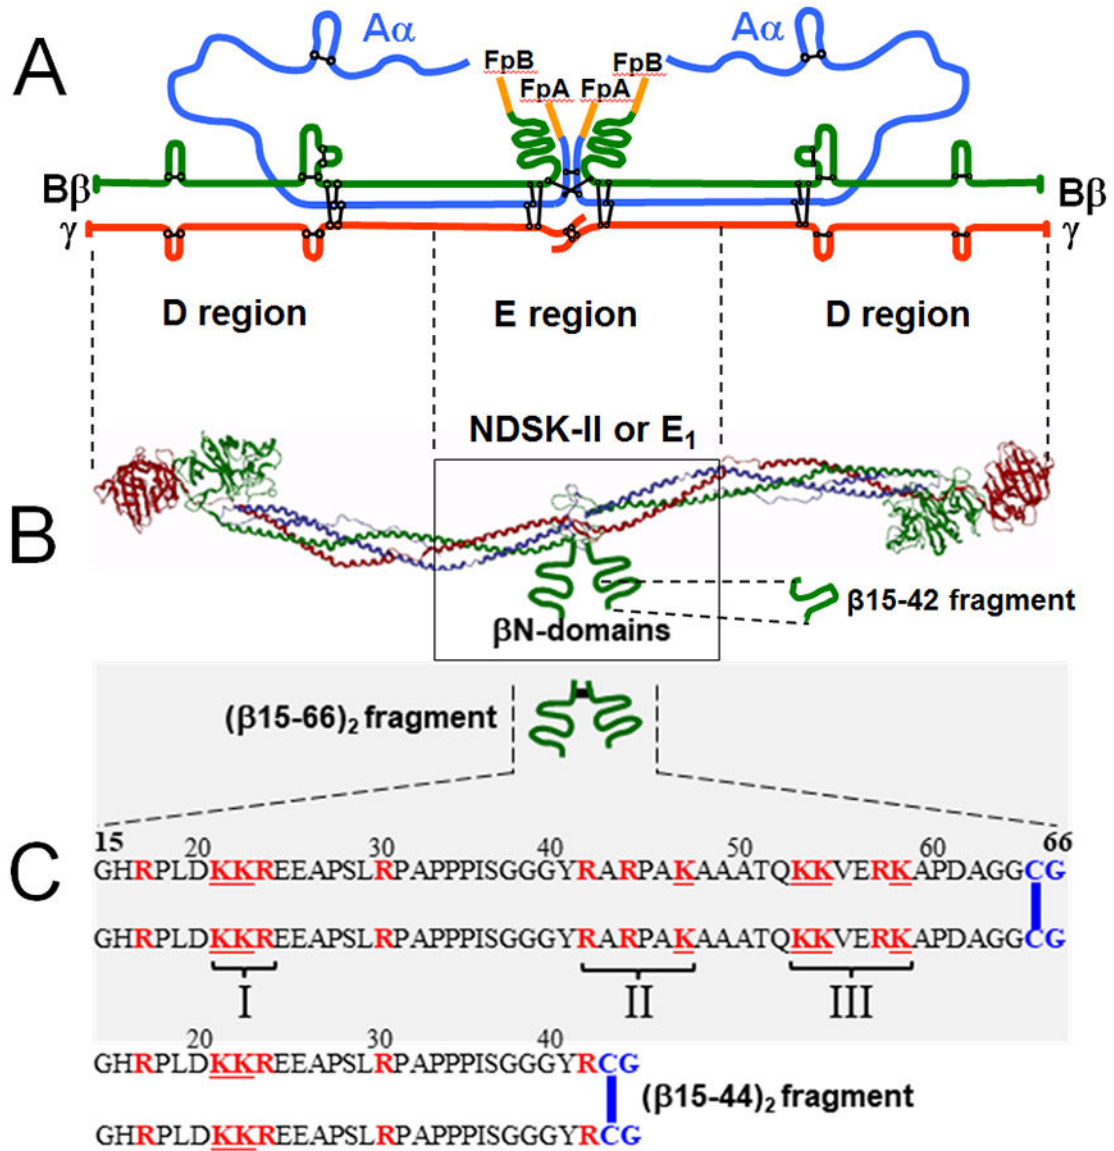 A
Aα
Aα
FpB
FpB
FpA
FpA
Bβ
Bβ
γ
γ
D region
E region
D region
NDSK-II or E₁
B
β15-42 fragment
βN-domains
(β15-66)₂ fragment
C
15
20
30
40
50
60
66
GHRPLDKKREEAPSLRPAPPPISGGGYRARPAKAAATQKKVERKAPDAGGCG
GHRPLDKKREEAPSLRPAPPPISGGGYRARPAKAAATQKKVERKAPDAGGCG
I
II
III
20
30
40
GHRPLDKKREEAPSLRPAPPPISGGGYRCG
(β15-44)₂ fragment
GHRPLDKKREEAPSLRPAPPPISGGGYRCG